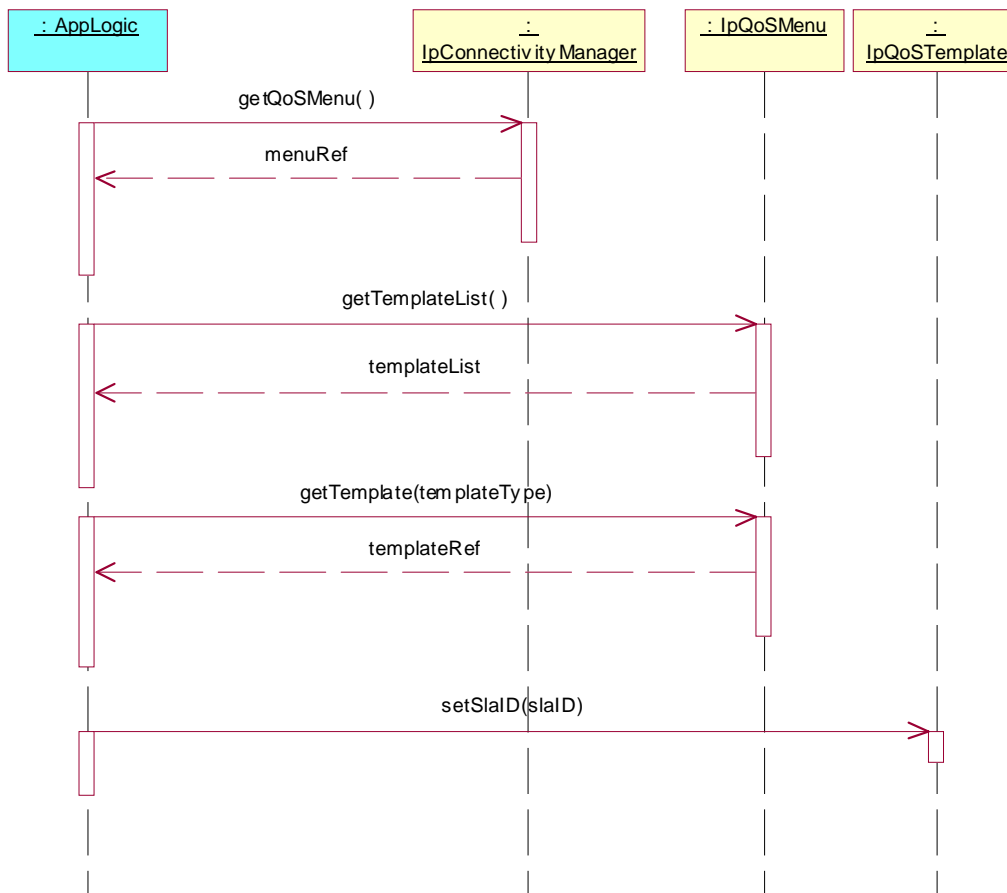 : AppLogic
:
IpConnectivityManager
: IpQoSMenu
:
IpQoSTemplate
getQoSMenu( )
menuRef
getTemplateList( )
templateList
getTemplate(templateType)
templateRef
setSlaID(slaID)